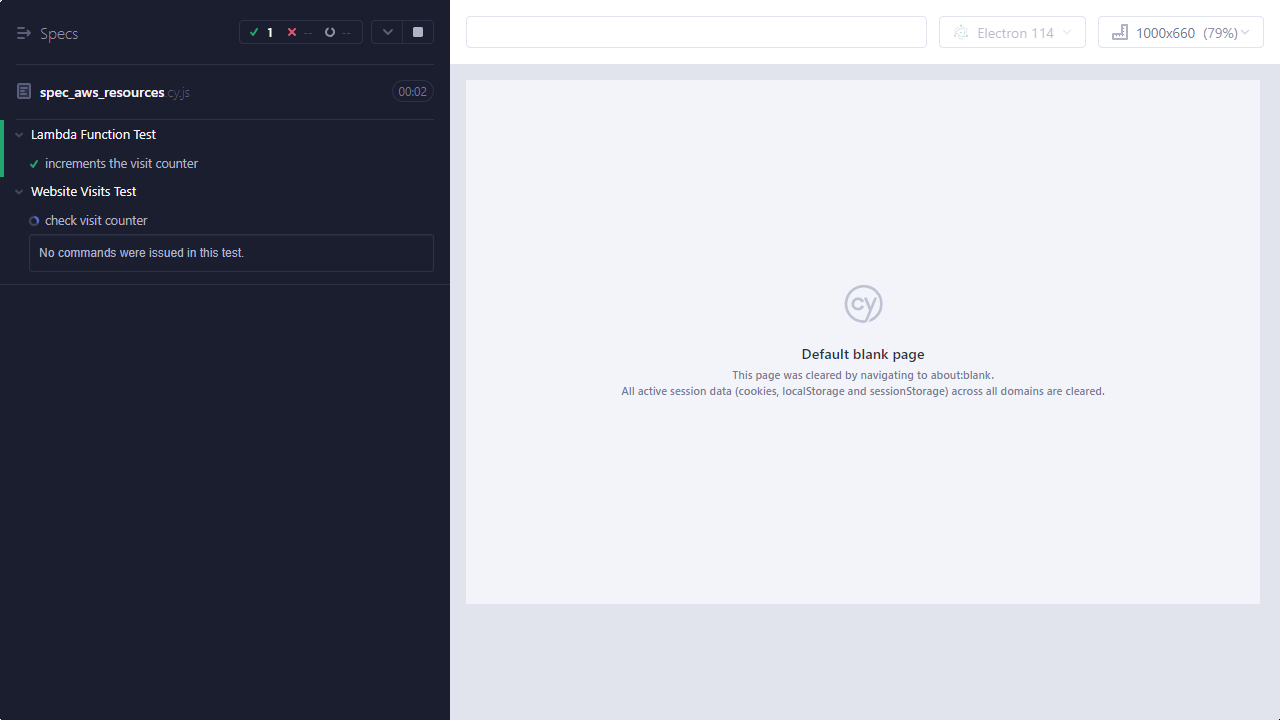 Specs
1 -- --
Electron 114
1000x660 (79%)
spec_aws_resources.cy.js
00:02
Lambda Function Test
increments the visit counter
Website Visits Test
check visit counter
No commands were issued in this test.
cy
Default blank page
This page was cleared by navigating to about:blank.
All active session data (cookies, localStorage and sessionStorage) across all domains are cleared.